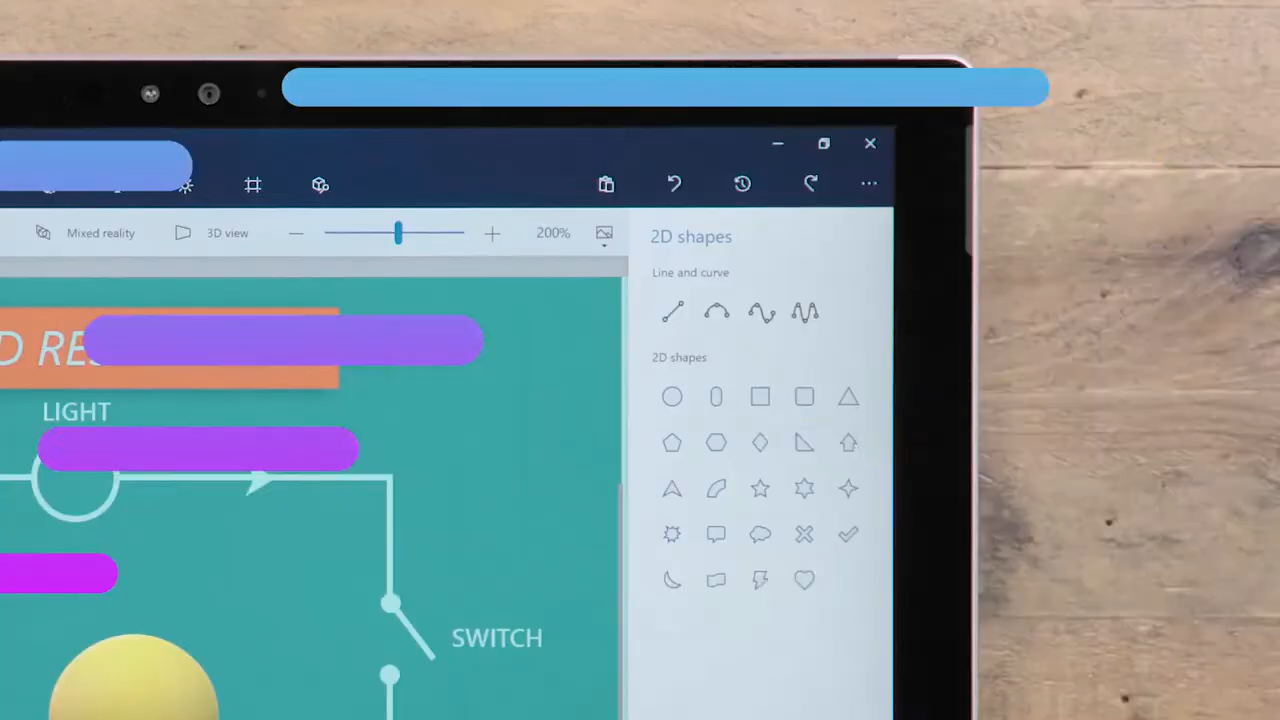 Mixed reality 3D view 200%
2D shapes
Line and curve
2D shapes
LIGHT
SWITCH